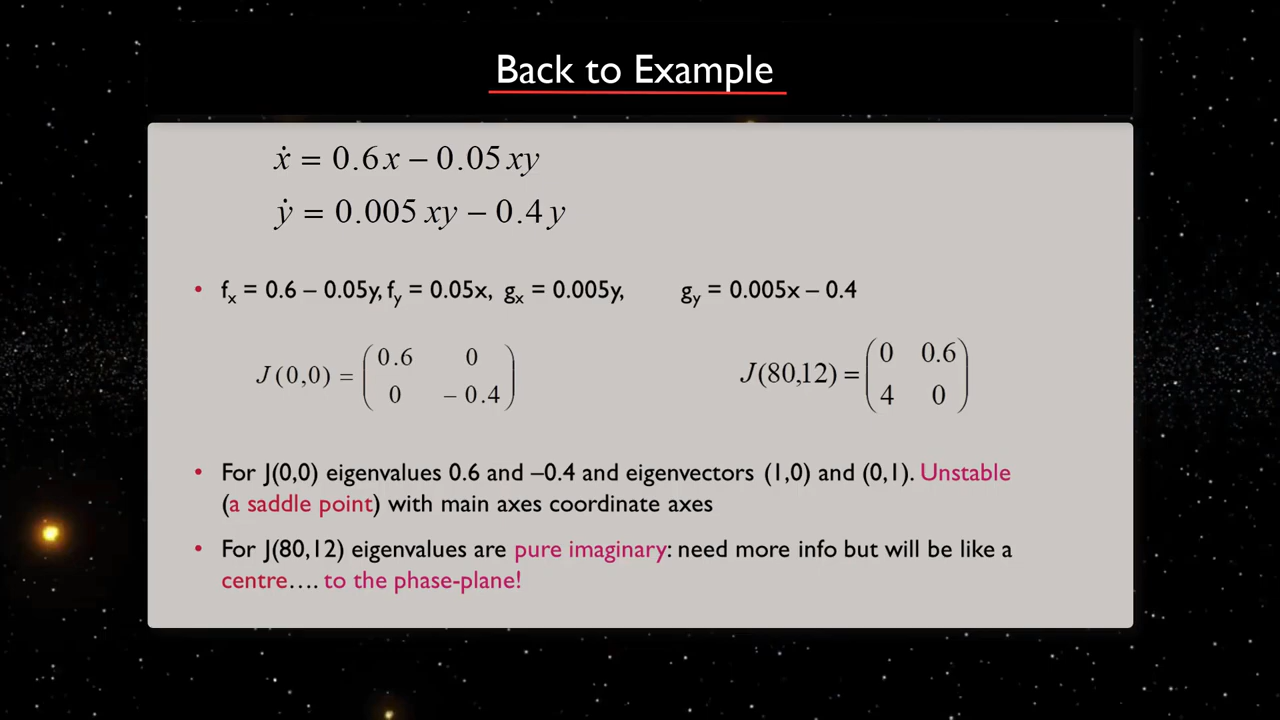 Back to Example
ẋ = 0.6x − 0.05xy
ẏ = 0.005xy − 0.4y
• fₓ = 0.6 – 0.05y, f_y = 0.05x, gₓ = 0.005y, g_y = 0.005x – 0.4
J(0,0) = (0.6 0 / 0 −0.4) J(80,12) = (0 0.6 / 4 0)
• For J(0,0) eigenvalues 0.6 and –0.4 and eigenvectors (1,0) and (0,1). Unstable
(a saddle point) with main axes coordinate axes
• For J(80,12) eigenvalues are pure imaginary: need more info but will be like a
centre…. to the phase-plane!